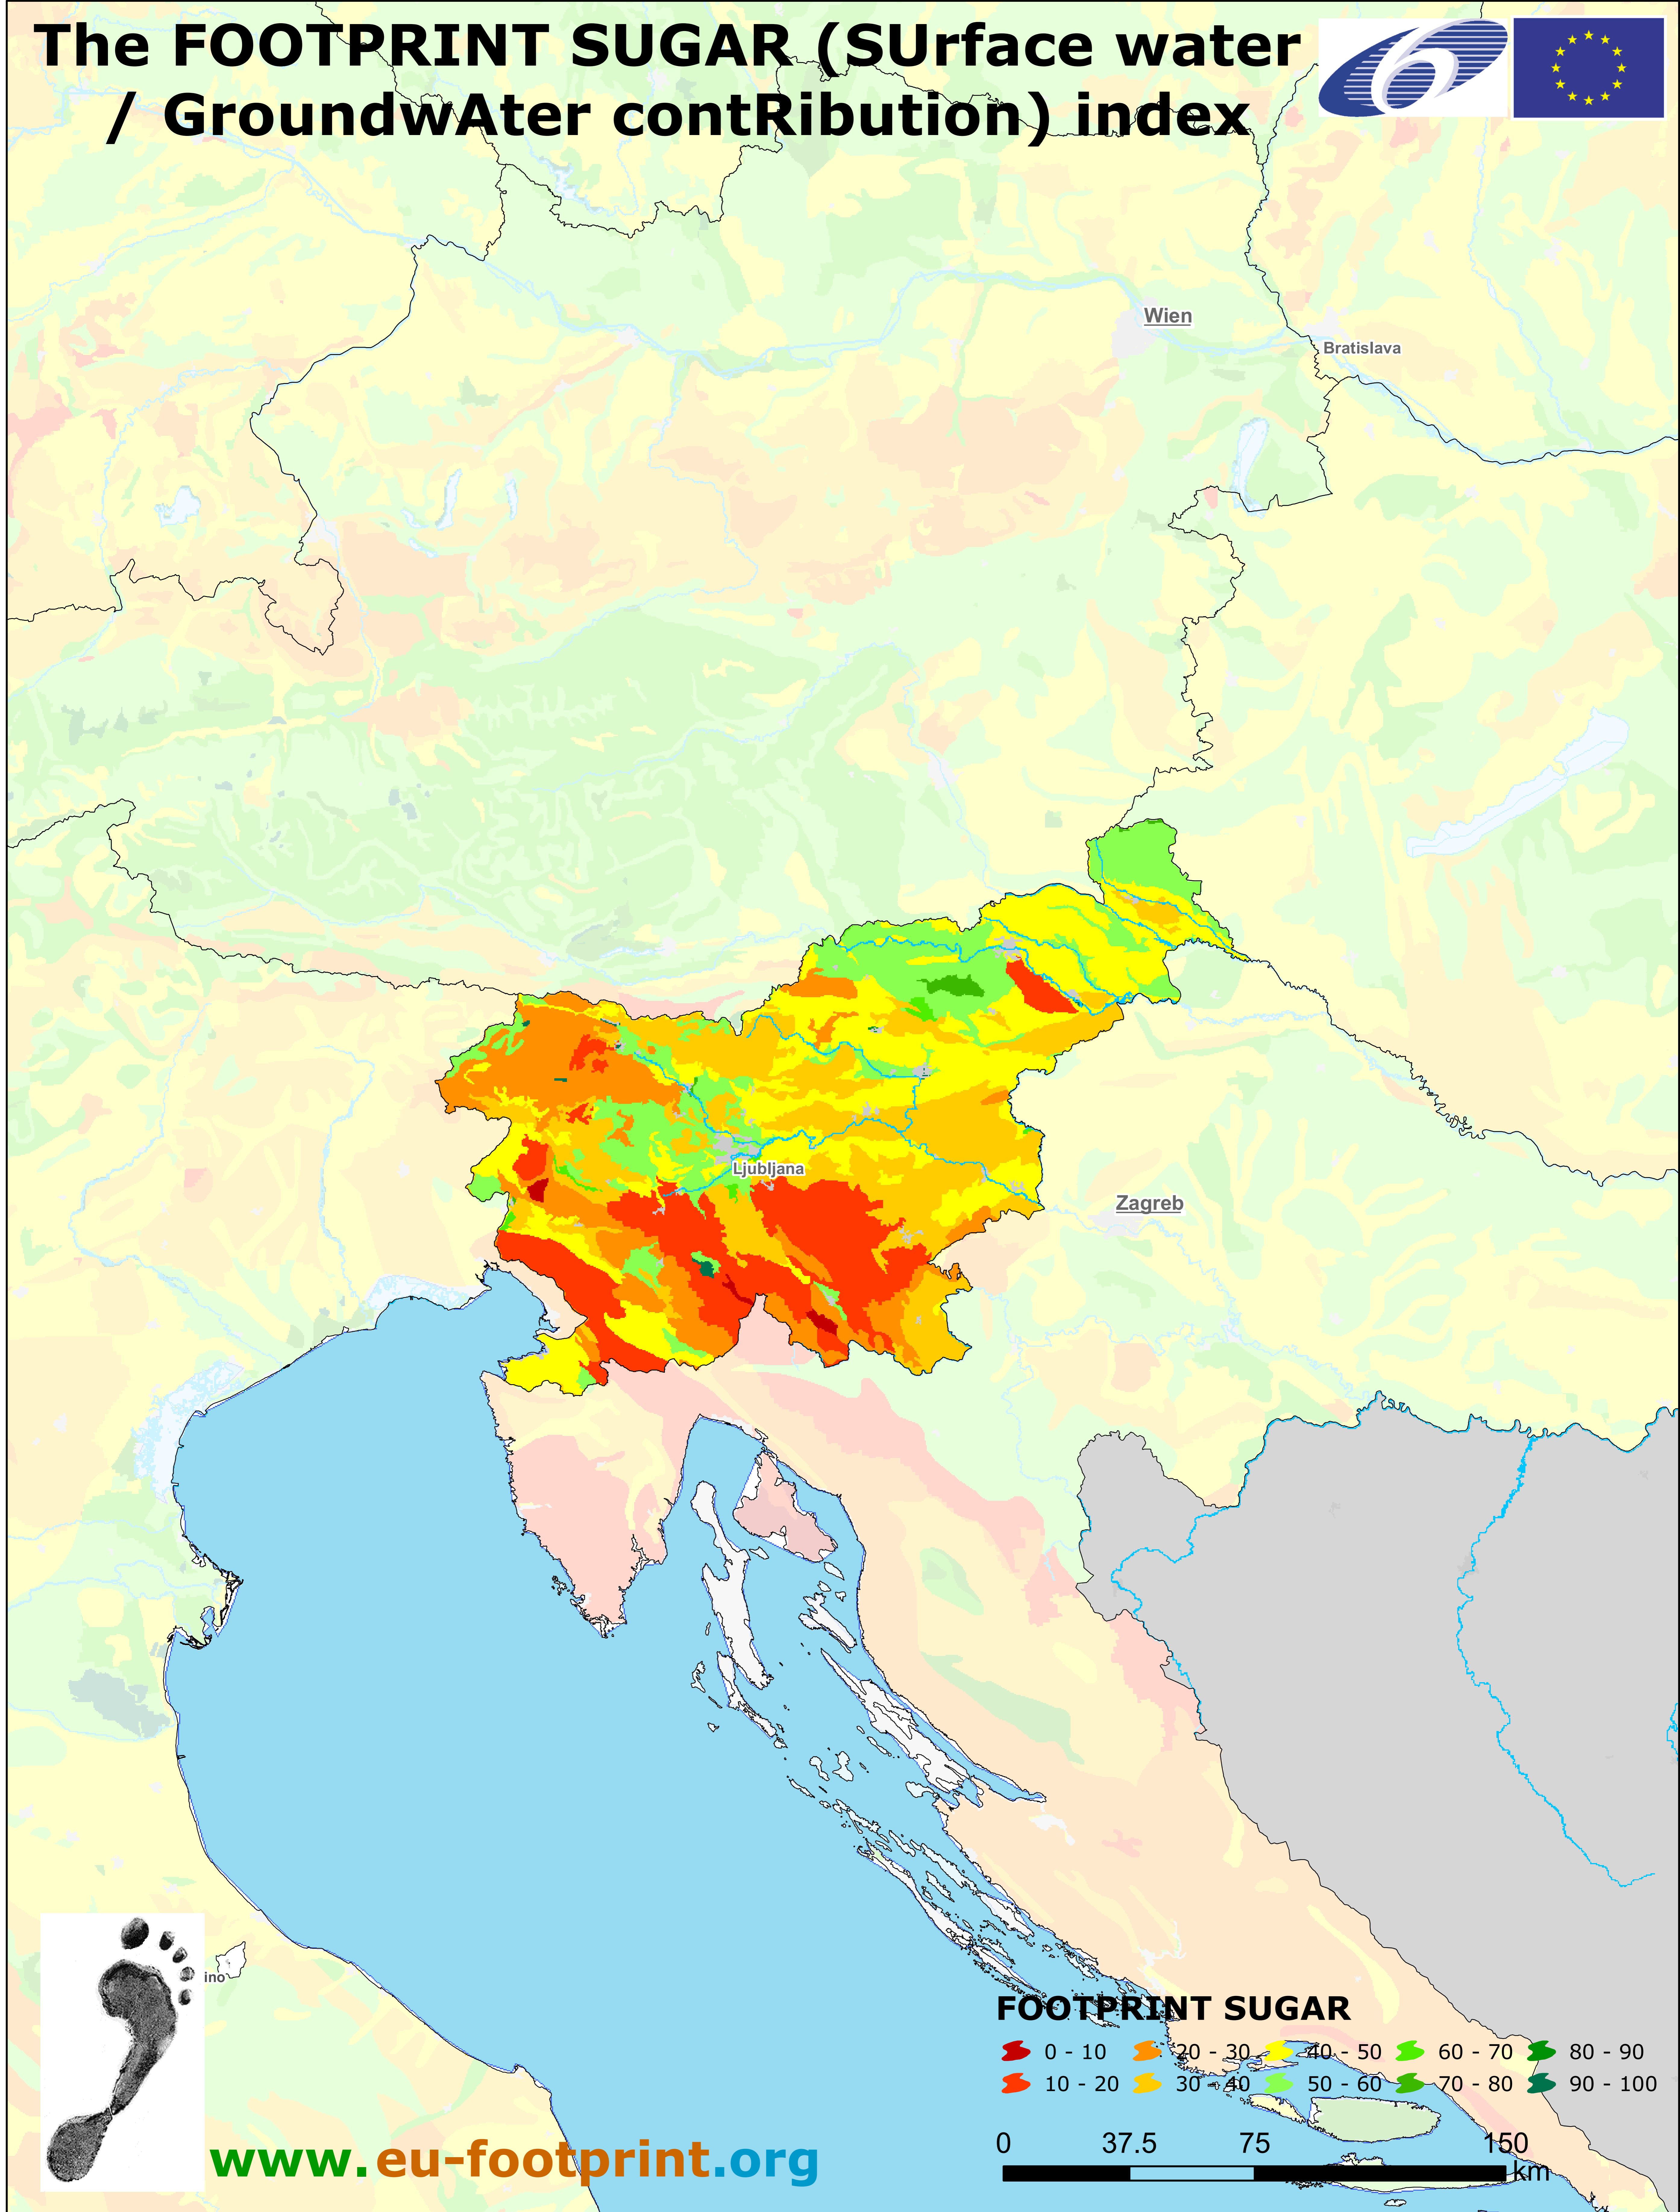 The FOOTPRINT SUGAR (SUrface water
/ GroundwAter contRibution) index
Wien
Bratislava
Ljubljana
Zagreb
ino
FOOTPRINT SUGAR
0 - 10
20 - 30
40 - 50
60 - 70
80 - 90
10 - 20
30 - 40
50 - 60
70 - 80
90 - 100
0 37.5 75 150
km
www.eu-footprint.org